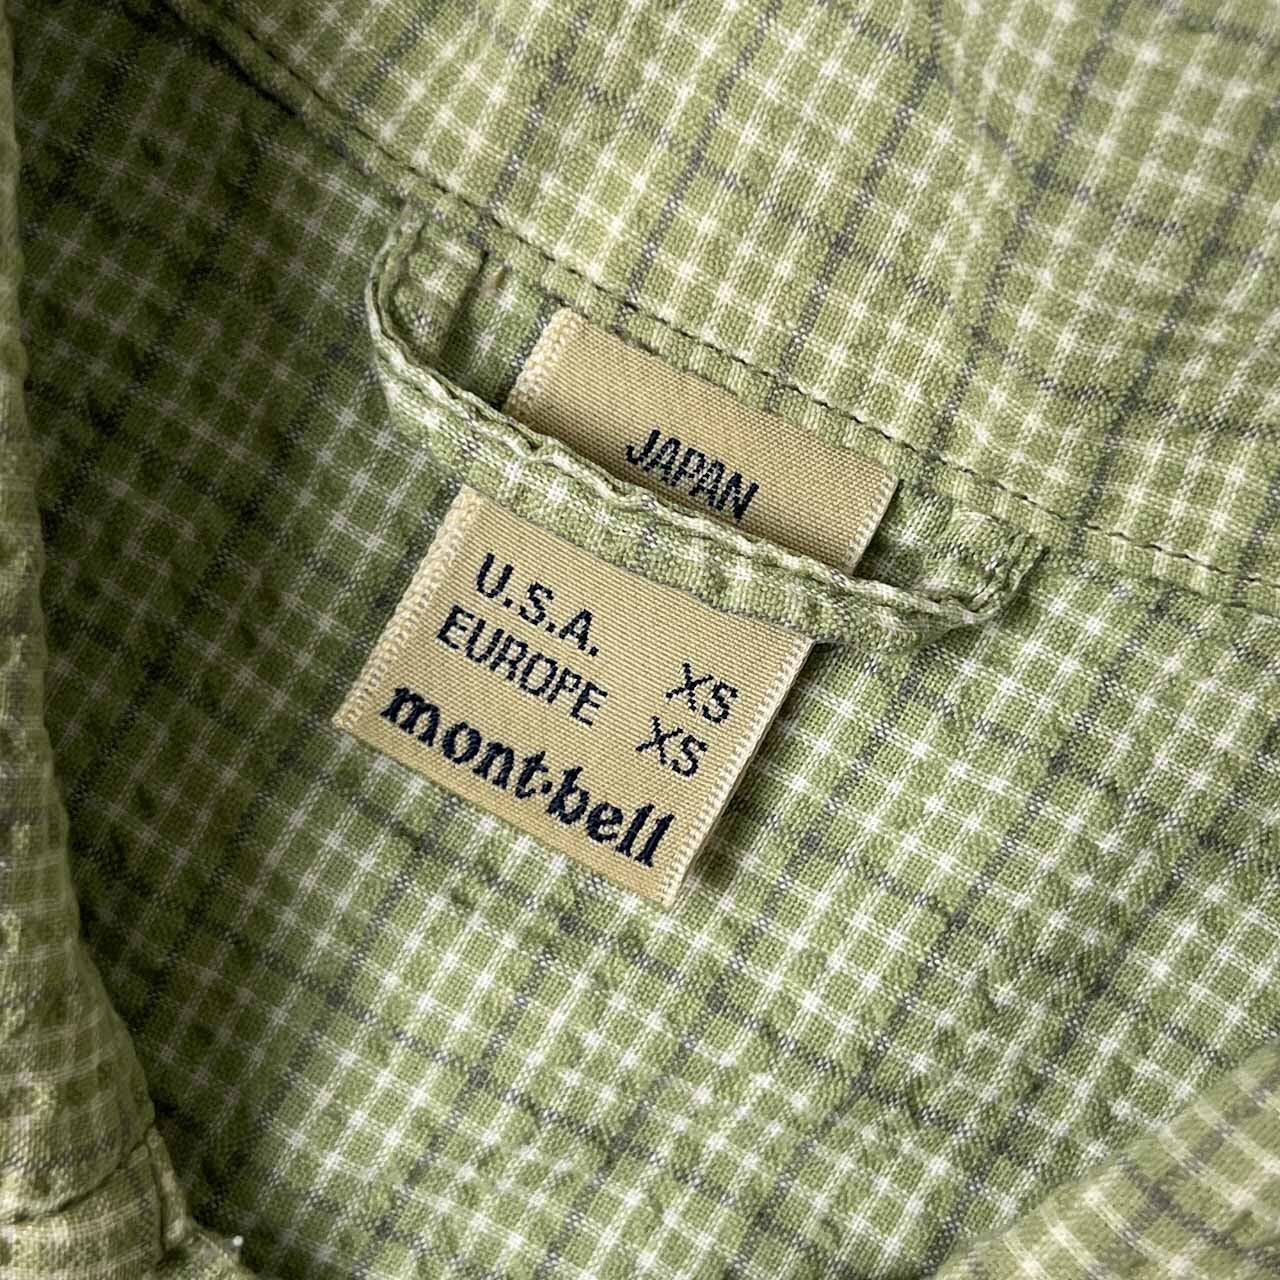 JAPAN
U.S.A. XS
EUROPE XS
mont·bell